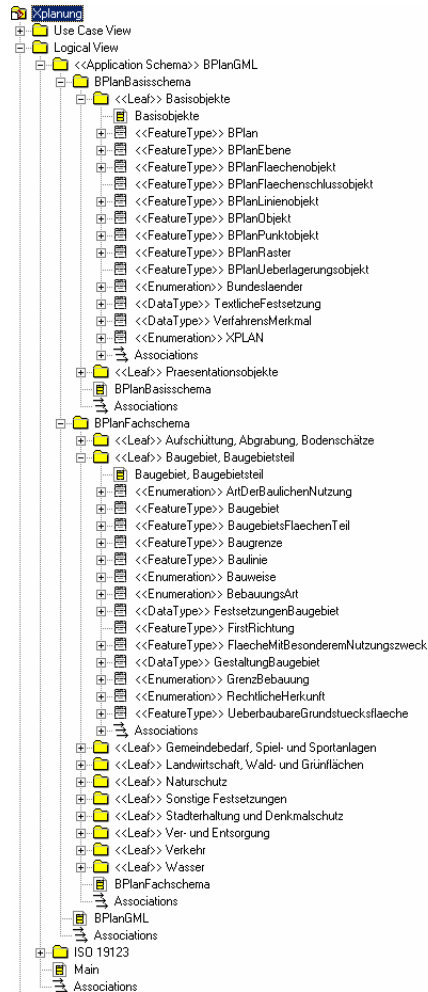 Xplanung
Use Case View
Logical View
<<Application Schema>> BPlanGML
BPlanBasisschema
<<Leaf>> Basisobjekte
Basisobjekte
<<FeatureType>> BPlan
<<FeatureType>> BPlanEbene
<<FeatureType>> BPlanFlaechenobjekt
<<FeatureType>> BPlanFlaechenschlussobjekt
<<FeatureType>> BPlanLinienobjekt
<<FeatureType>> BPlanObjekt
<<FeatureType>> BPlanPunktobjekt
<<FeatureType>> BPlanRaster
<<FeatureType>> BPlanUeberlagerungsobjekt
<<Enumeration>> Bundeslaender
<<DataType>> TextlicheFestsetzung
<<DataType>> VerfahrensMerkmal
<<Enumeration>> XPLAN
Associations
<<Leaf>> Praesentationsobjekte
BPlanBasisschema
Associations
BPlanFachschema
<<Leaf>> Aufschüttung, Abgrabung, Bodenschätze
<<Leaf>> Baugebiet, Baugebietsteil
Baugebiet, Baugebietsteil
<<Enumeration>> ArtDerBaulichenNutzung
<<FeatureType>> Baugebiet
<<FeatureType>> BaugebietsFlaechenTeil
<<FeatureType>> Baugrenze
<<FeatureType>> Baulinie
<<Enumeration>> Bauweise
<<Enumeration>> BebauungsArt
<<DataType>> FestsetzungenBaugebiet
<<FeatureType>> FirstRichtung
<<FeatureType>> FlaecheMitBesonderemNutzungszweck
<<DataType>> GestaltungBaugebiet
<<Enumeration>> GrenzBebauung
<<Enumeration>> RechtlicheHerkunft
<<FeatureType>> UeberbaubareGrundstuecksflaeche
Associations
<<Leaf>> Gemeindebedarf, Spiel- und Sportanlagen
<<Leaf>> Landwirtschaft, Wald- und Grünflächen
<<Leaf>> Naturschutz
<<Leaf>> Sonstige Festsetzungen
<<Leaf>> Stadterhaltung und Denkmalschutz
<<Leaf>> Ver- und Entsorgung
<<Leaf>> Verkehr
<<Leaf>> Wasser
BPlanFachschema
Associations
BPlanGML
Associations
ISO 19123
Main
Associations